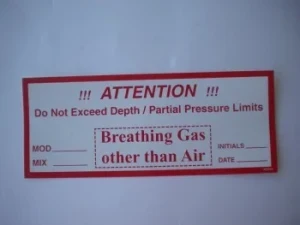 !!! ATTENTION !!!
Do Not Exceed Depth / Partial Pressure Limits
Breathing Gas
other than Air
MOD
MIX
INITIALS
DATE